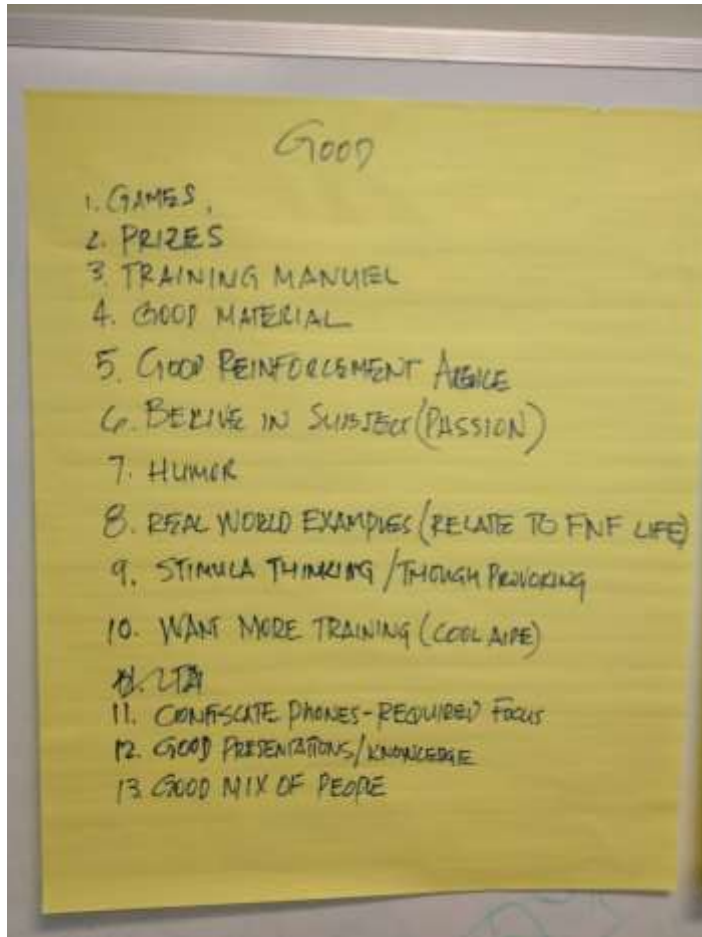 GOOD
1. GAMES,
2. PRIZES
3. TRAINING MANUEL
4. GOOD MATERIAL
5. GOOD REINFORCEMENT
6. BELIVE IN SUBJECT (PASSION)
7. HUMOR
8. REAL WORLD EXAMPLES (RELATE TO FNF LIFE)
9. STIMULA THINKING / THOUGH PROVOKING
10. WANT MORE TRAINING (COOL AIDE)
11. CONFISCATE PHONES - REQUIRED FOCUS
12. GOOD PRESENTATIONS/KNOWLEDGE
13. GOOD MIX OF PEOPLE